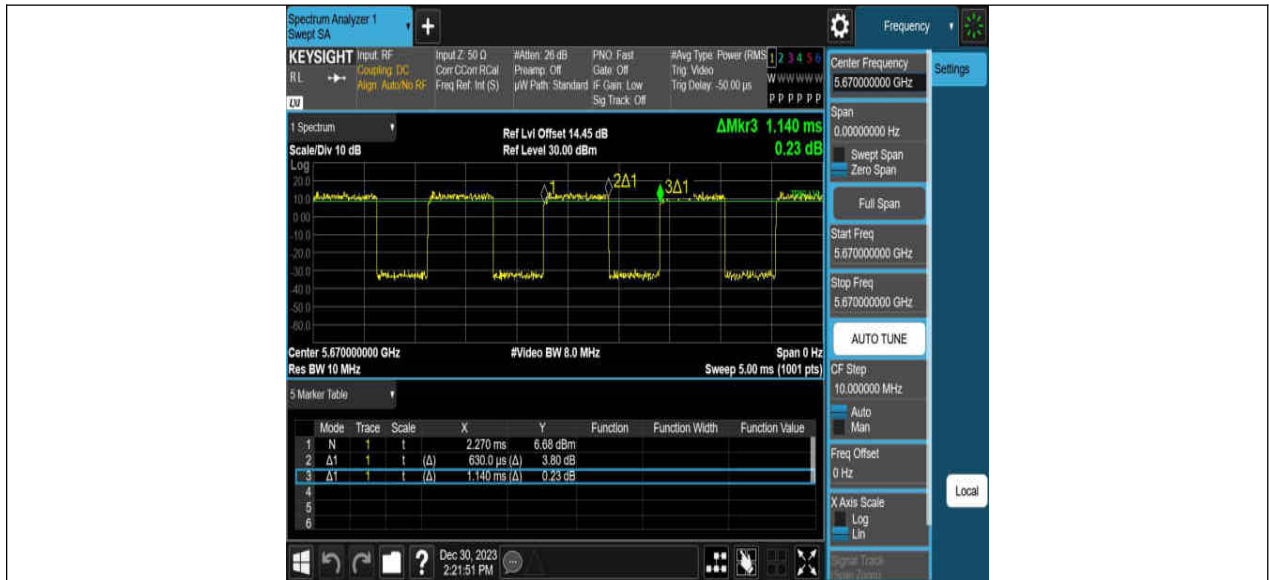 Spectrum Analyzer 1
Swept SA
+
Frequency
KEYSIGHT Input: RF Input Z: 50 Ω #Atten: 26 dB PNO: Fast #Avg Type: Power (RMS 1 2 3 4 5 6
RL Coupling: DC Corr CCorr RCal Preamp: Off Gate: Off Trig: Video W W W W W W
Align: Auto/No RF Freq Ref: Int (S) µW Path: Standard IF Gain: Low Trig Delay: -50.00 µs
Sig Track: Off P P P P P P
LXI
1 Spectrum
Scale/Div 10 dB
Ref Lvl Offset 14.45 dB
Ref Level 30.00 dBm
ΔMkr3 1.140 ms
0.23 dB
Log
20.0
10.0
0.00
-10.0
-20.0
-30.0
-40.0
-50.0
-60.0
1
2Δ1
3Δ1
Center 5.670000000 GHz #Video BW 8.0 MHz Span 0 Hz
Res BW 10 MHz Sweep 5.00 ms (1001 pts)
5 Marker Table
Mode Trace Scale X Y Function Function Width Function Value
1 N 1 t 2.270 ms 6.68 dBm
2 Δ1 1 t (Δ) 630.0 µs (Δ) 3.80 dB
3 Δ1 1 t (Δ) 1.140 ms (Δ) 0.23 dB
4
5
6
Dec 30, 2023
2:21:51 PM
?
Center Frequency
5.670000000 GHz
Settings
Span
0.00000000 Hz
Swept Span
Zero Span
Full Span
Start Freq
5.670000000 GHz
Stop Freq
5.670000000 GHz
AUTO TUNE
CF Step
10.000000 MHz
Auto
Man
Freq Offset
0 Hz
X Axis Scale
Log
Lin
Local
Signal Track
(Span Zoom)